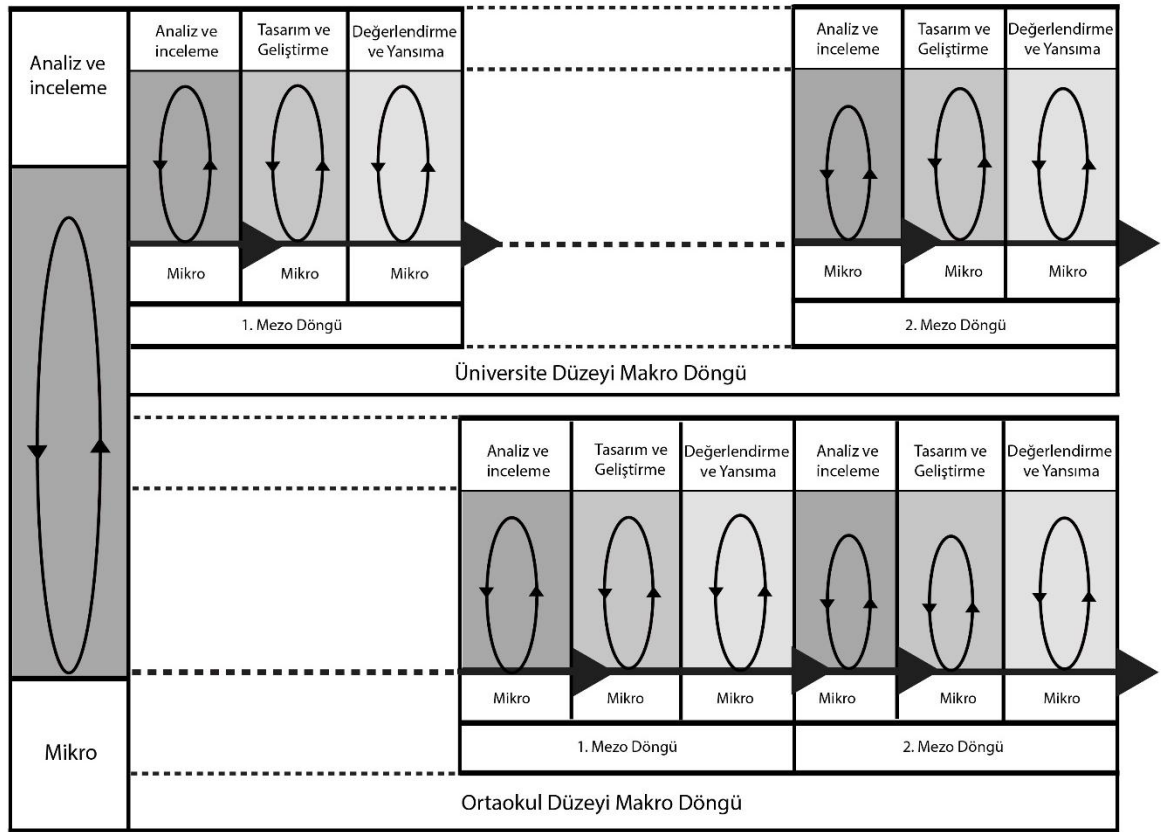 Analiz ve
inceleme
Mikro
Analiz ve
inceleme
Tasarım ve
Geliştirme
Değerlendirme
ve Yansıma
Mikro
Mikro
Mikro
1. Mezo Döngü
Analiz ve
inceleme
Tasarım ve
Geliştirme
Değerlendirme
ve Yansıma
Mikro
Mikro
Mikro
2. Mezo Döngü
Üniversite Düzeyi Makro Döngü
Analiz ve
inceleme
Tasarım ve
Geliştirme
Değerlendirme
ve Yansıma
Analiz ve
inceleme
Tasarım ve
Geliştirme
Değerlendirme
ve Yansıma
Mikro
Mikro
Mikro
Mikro
Mikro
Mikro
1. Mezo Döngü
2. Mezo Döngü
Ortaokul Düzeyi Makro Döngü